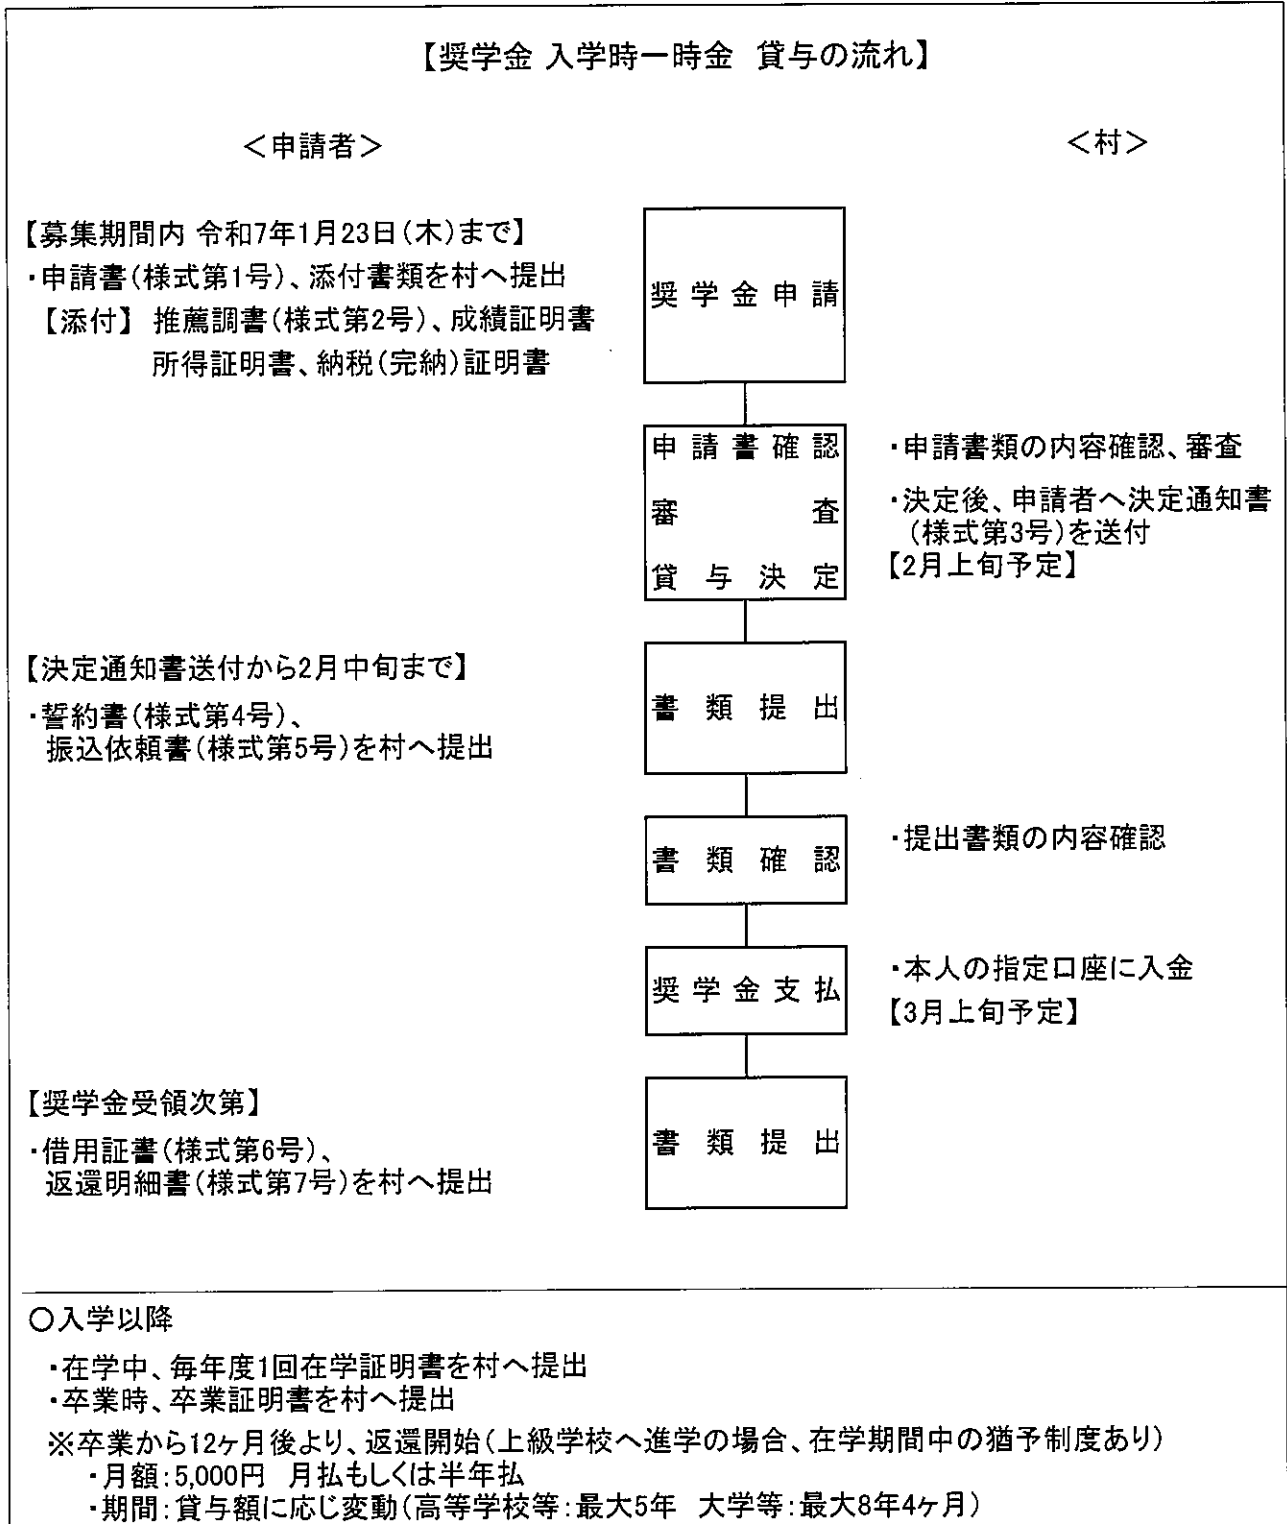 【奨学金 入学時一時金 貸与の流れ】
＜申請者＞
＜村＞
【募集期間内 令和7年1月23日(木)まで】
・申請書(様式第1号)、添付書類を村へ提出
【添付】 推薦調書(様式第2号)、成績証明書
所得証明書、納税(完納)証明書
奨学金申請
申請書確認
審査
貸与決定
・申請書類の内容確認、審査
・決定後、申請者へ決定通知書
(様式第3号)を送付
【2月上旬予定】
【決定通知書送付から2月中旬まで】
・誓約書(様式第4号)、
振込依頼書(様式第5号)を村へ提出
書類提出
書類確認
・提出書類の内容確認
奨学金支払
・本人の指定口座に入金
【3月上旬予定】
【奨学金受領次第】
・借用証書(様式第6号)、
返還明細書(様式第7号)を村へ提出
書類提出
○入学以降
・在学中、毎年度1回在学証明書を村へ提出
・卒業時、卒業証明書を村へ提出
※卒業から12ヶ月後より、返還開始(上級学校へ進学の場合、在学期間中の猶予制度あり)
・月額:5,000円 月払もしくは半年払
・期間:貸与額に応じ変動(高等学校等:最大5年 大学等:最大8年4ヶ月)